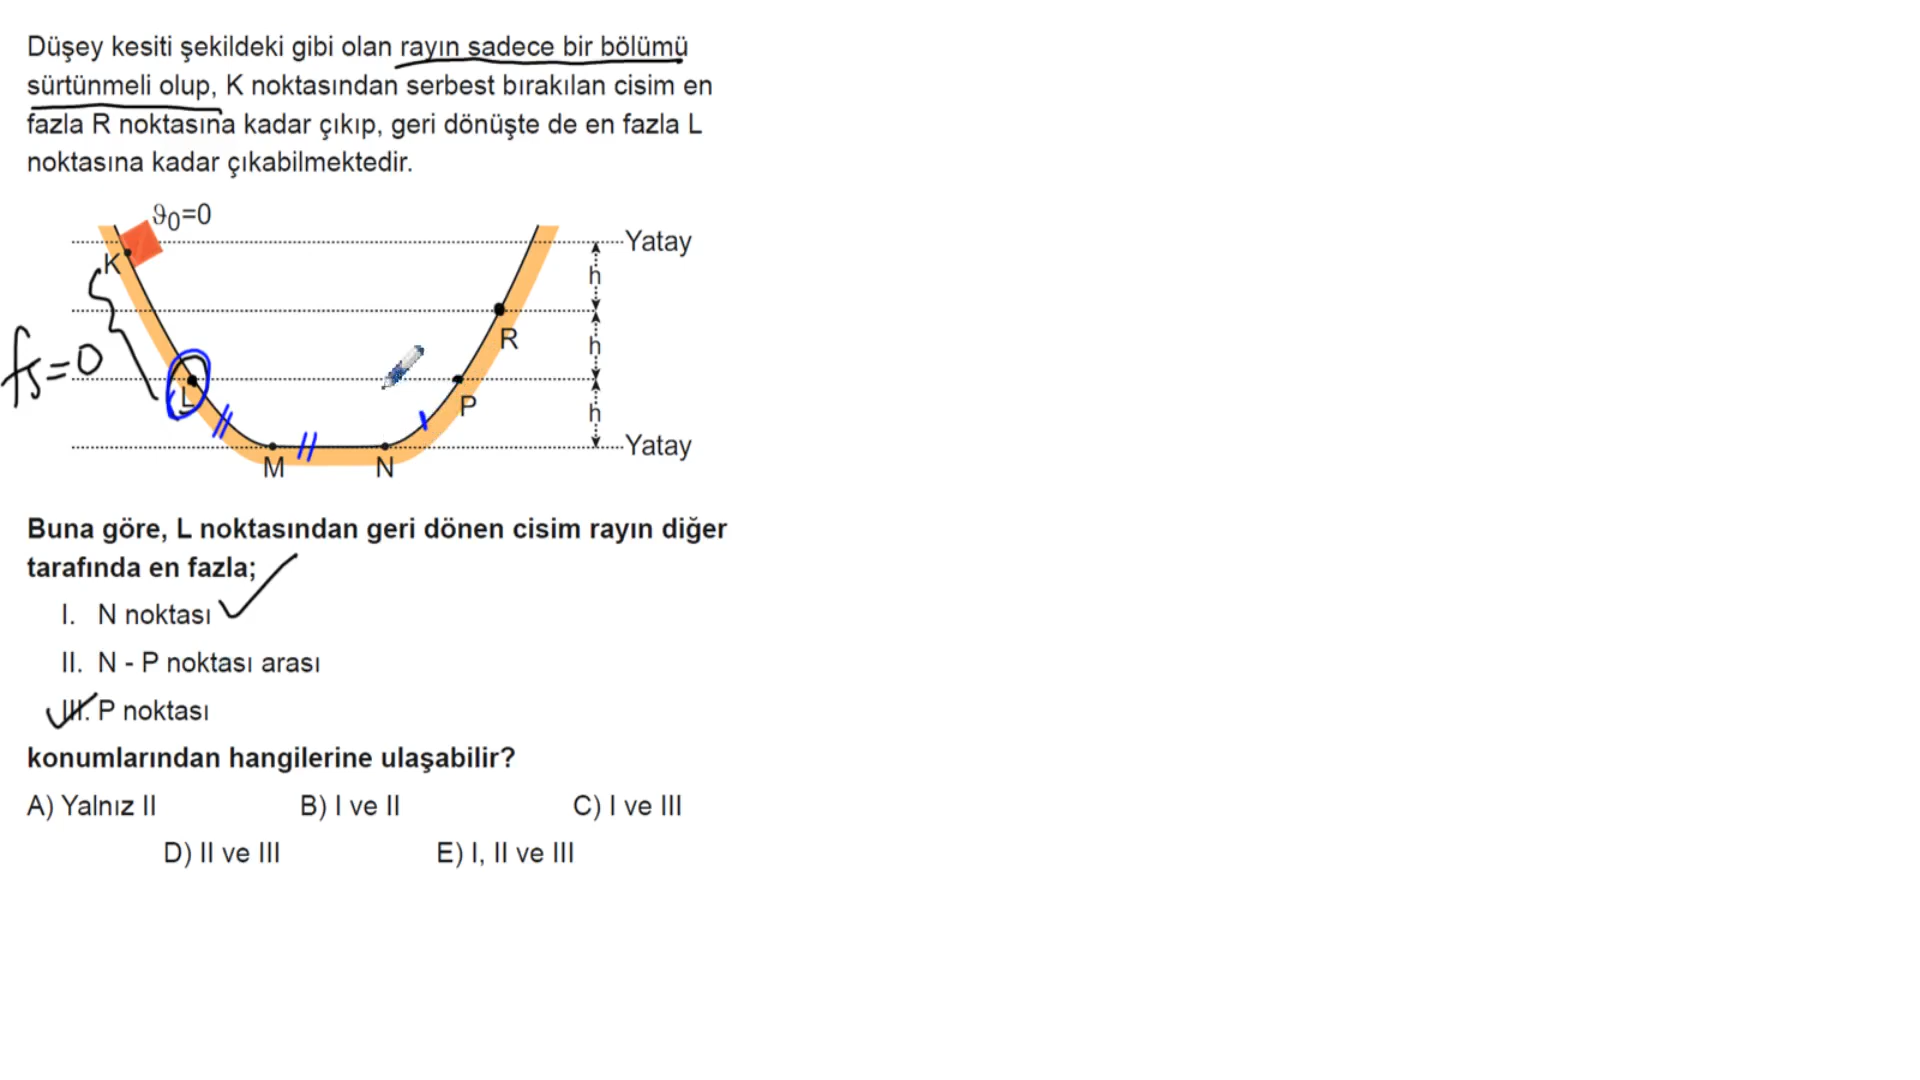 Düşey kesiti şekildeki gibi olan rayın sadece bir bölümü
sürtünmeli olup, K noktasından serbest bırakılan cisim en
fazla R noktasına kadar çıkıp, geri dönüşte de en fazla L
noktasına kadar çıkabilmektedir.
ϑ0=0
Yatay
K
h
R
h
fs=0
L
P
h
Yatay
M
N
Buna göre, L noktasından geri dönen cisim rayın diğer
tarafında en fazla;
I. N noktası
II. N - P noktası arası
III. P noktası
konumlarından hangilerine ulaşabilir?
A) Yalnız II B) I ve II C) I ve III
D) II ve III E) I, II ve III